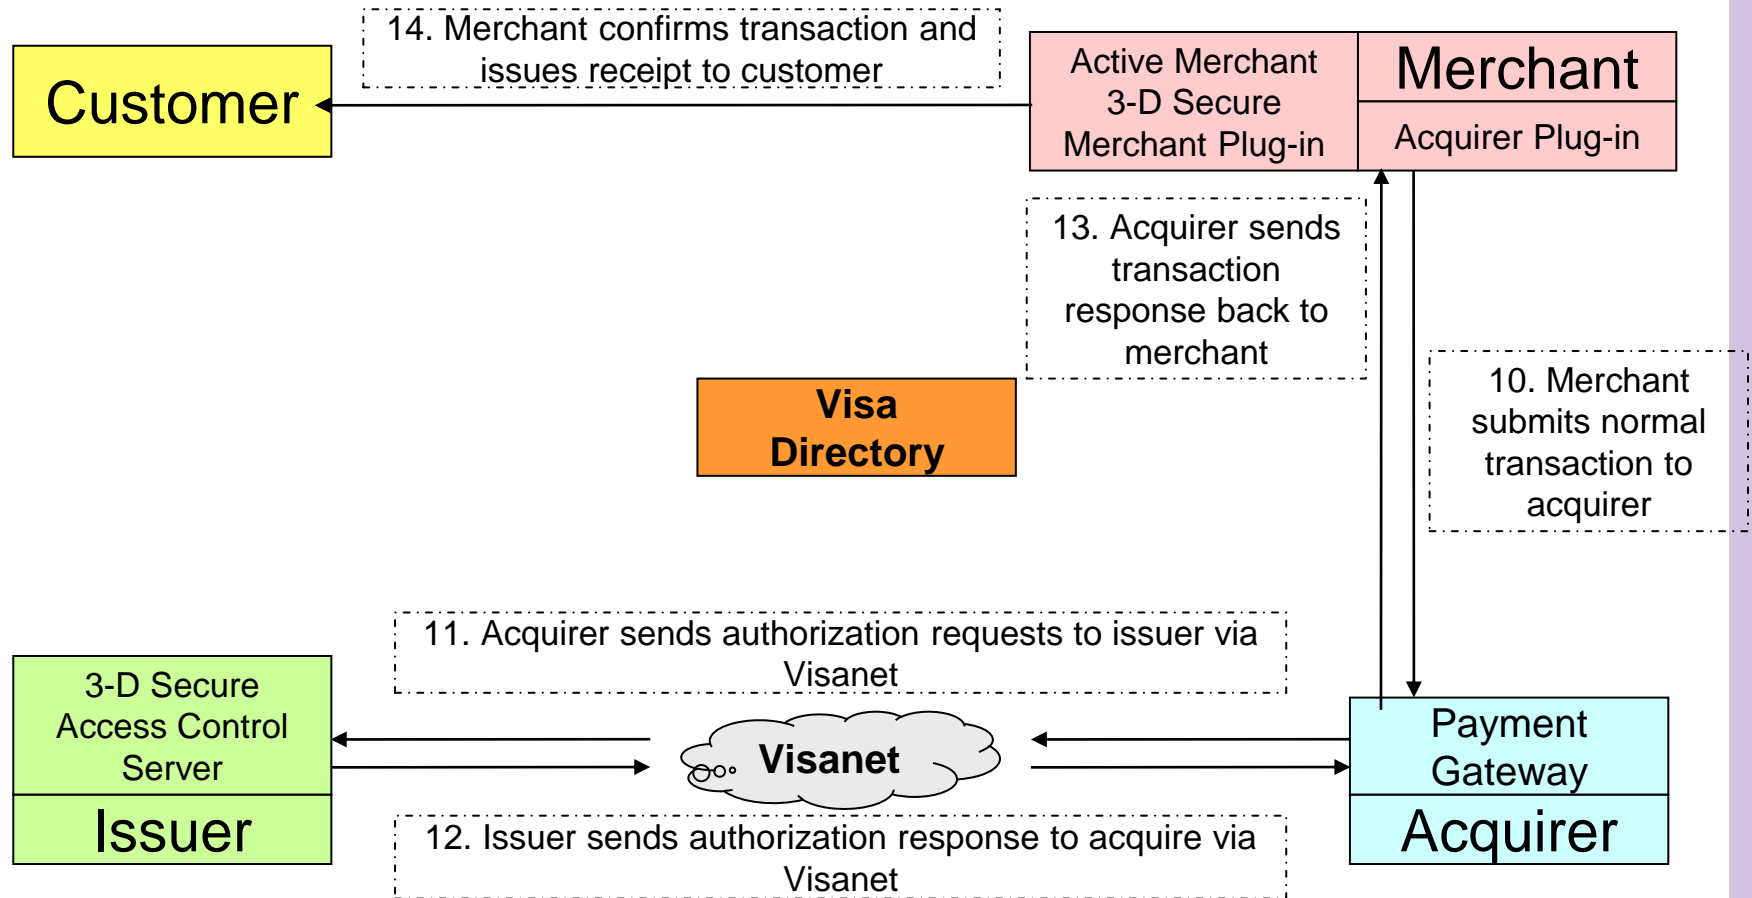 14. Merchant confirms transaction and
issues receipt to customer
Customer
Active Merchant
3-D Secure
Merchant Plug-in
Merchant
Acquirer Plug-in
13. Acquirer sends
transaction
response back to
merchant
Visa
Directory
10. Merchant
submits normal
transaction to
acquirer
11. Acquirer sends authorization requests to issuer via
Visanet
3-D Secure
Access Control
Server
Issuer
Visanet
Payment
Gateway
Acquirer
12. Issuer sends authorization response to acquire via
Visanet